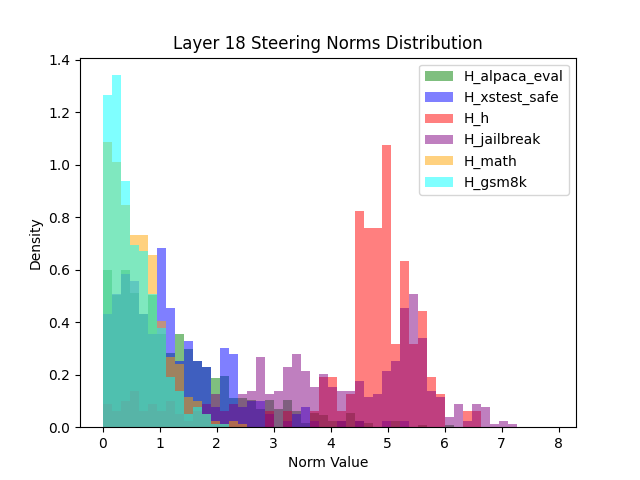 Layer 18 Steering Norms Distribution
1.4
1.2
1.0
0.8
0.6
0.4
0.2
0.0
Density
H_alpaca_eval
H_xstest_safe
H_h
H_jailbreak
H_math
H_gsm8k
0 1 2 3 4 5 6 7 8
Norm Value